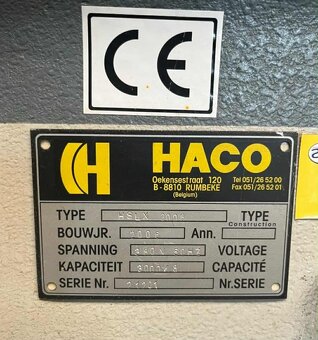 CE
HACO
Oekensestraat 120
B - 8810 RUMBEKE
(Belgium)
Tel 051/26 52 00
Fax 051/26 52 01
TYPE HSLX TYPE
Construction
BOUWJR. Ann.
SPANNING VOLTAGE
KAPACITEIT CAPACITÉ
SERIE Nr. Nr. SERIE